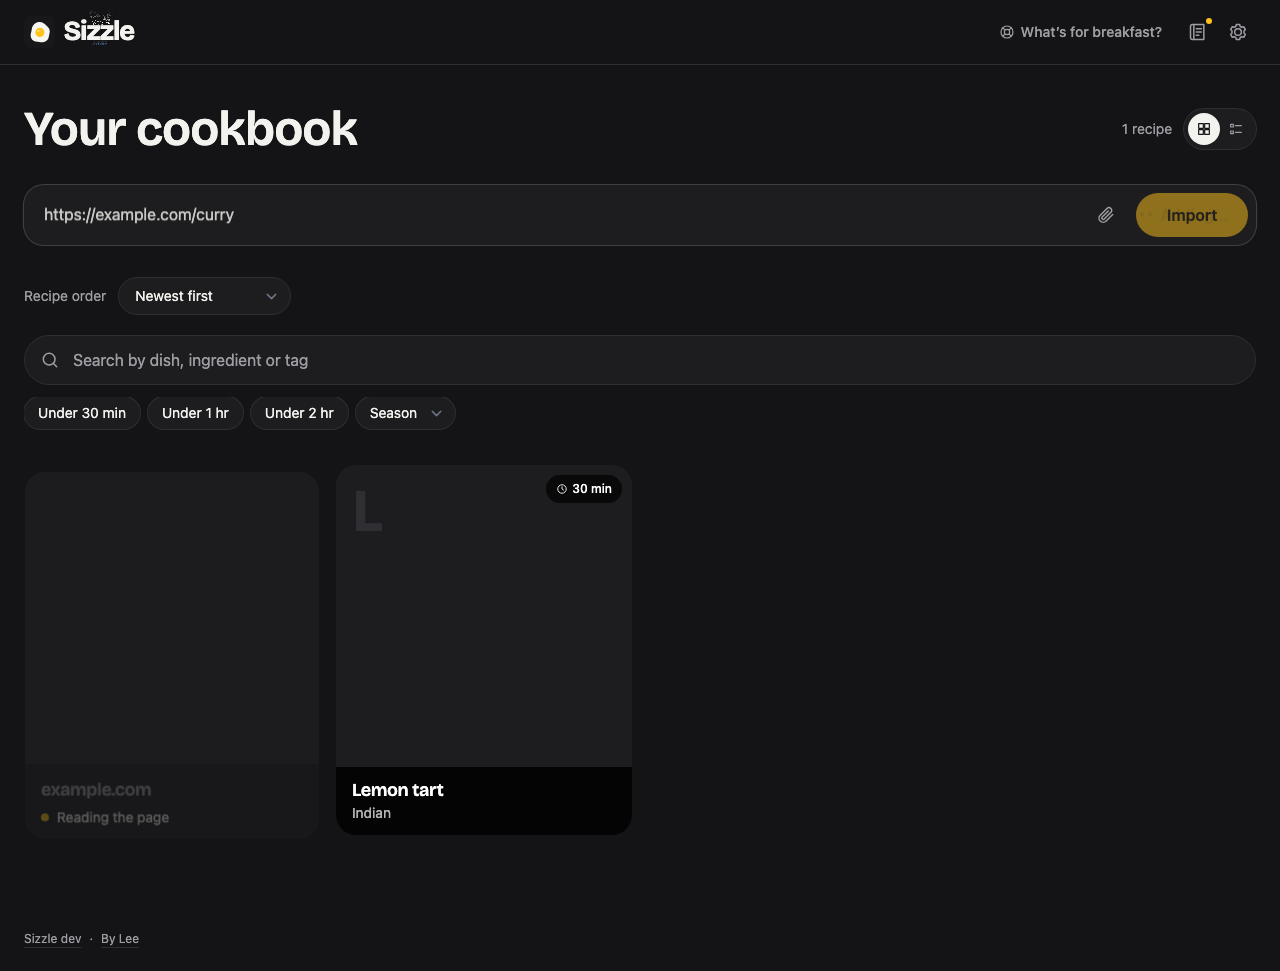 Sizzle
What's for breakfast?
Your cookbook
1 recipe
https://example.com/curry
Import
Recipe order
Newest first
Search by dish, ingredient or tag
Under 30 min
Under 1 hr
Under 2 hr
Season
L
30 min
example.com
Reading the page
Lemon tart
Indian
Sizzle dev · By Lee